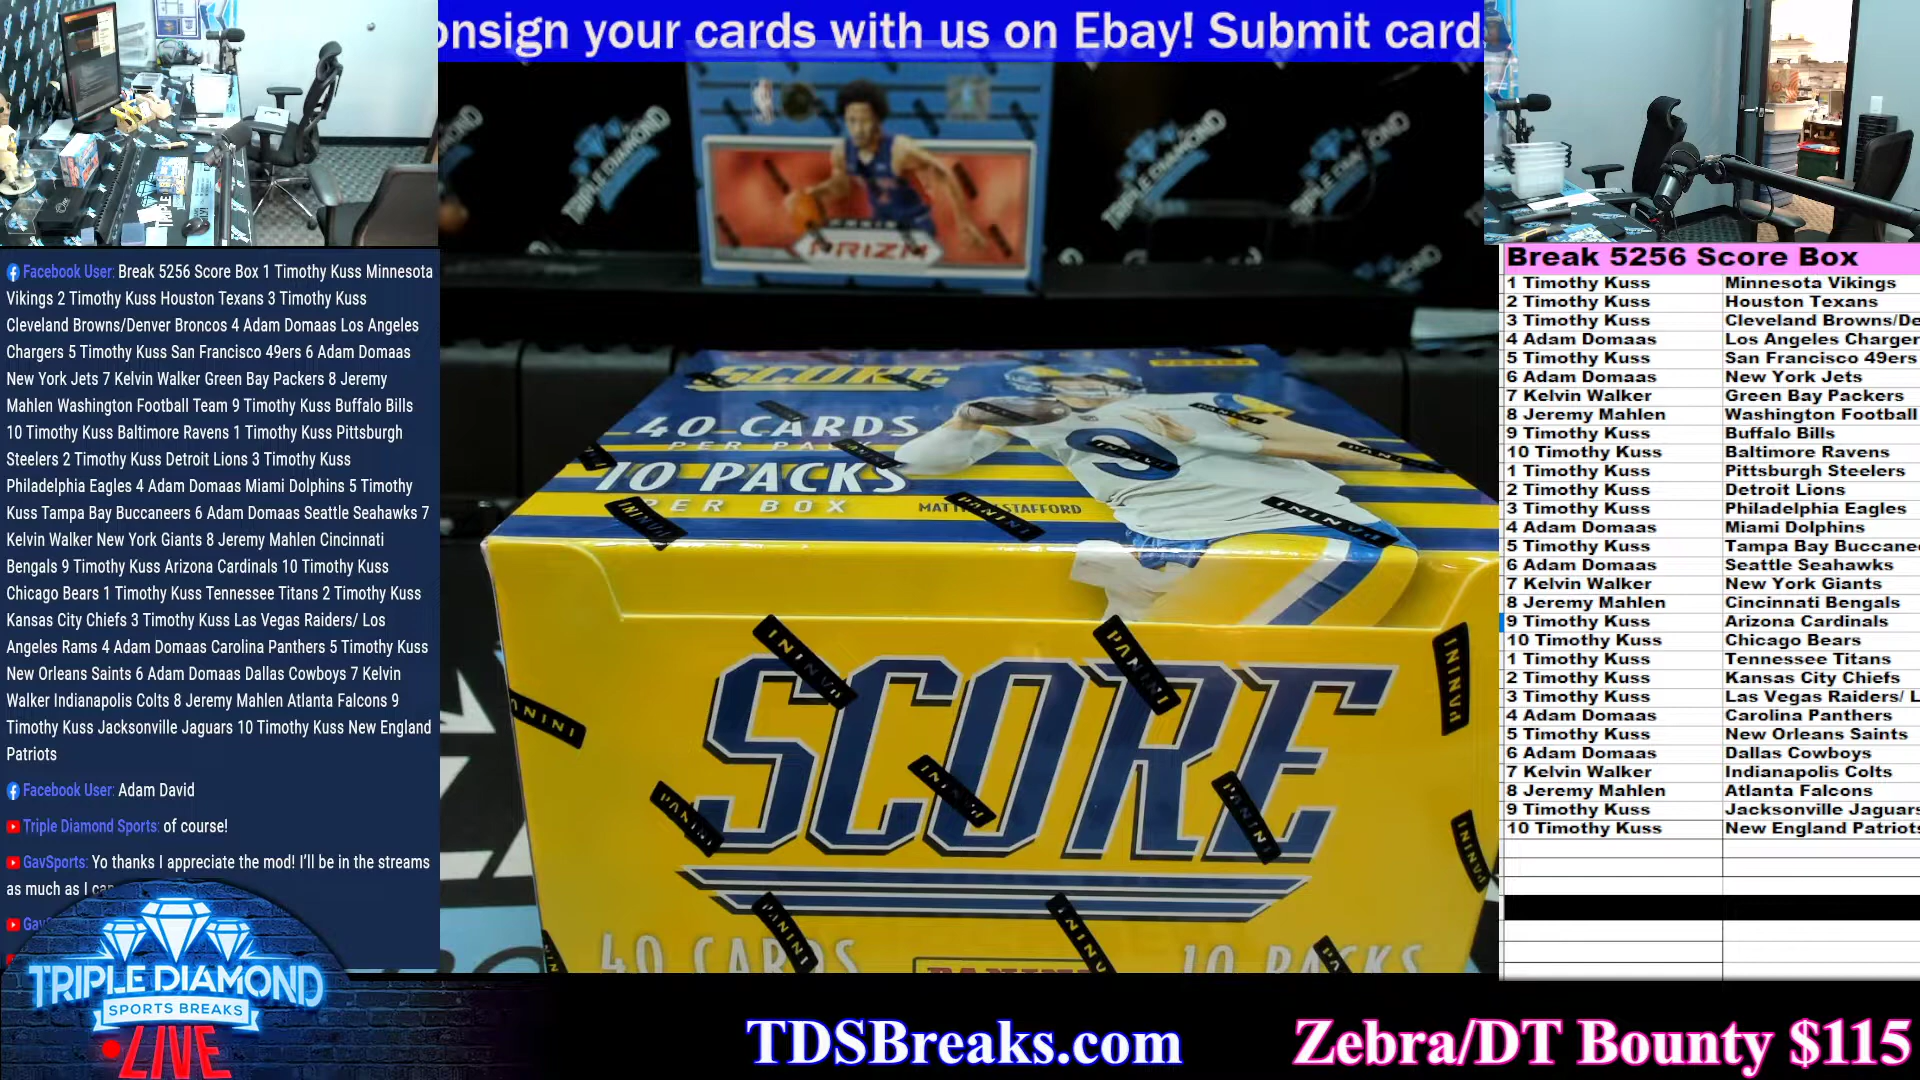 onsign your cards with us on Ebay! Submit card
TRIPLE DIAMOND
TRIPLE DIAMOND
TRIPLE DIAMOND
PANINI
PRIZM
SCORE
40 CARDS
PER PACK
10 PACKS
PER BOX
STAFFORD
9
PANINI
PANINI
PANINI
SCORE
PANINI
PANINI
PANINI
PANINI
PANINI
40 CARDS
10 PACKS
Facebook User: Break 5256 Score Box 1 Timothy Kuss Minnesota
Vikings 2 Timothy Kuss Houston Texans 3 Timothy Kuss
Cleveland Browns/Denver Broncos 4 Adam Domaas Los Angeles
Chargers 5 Timothy Kuss San Francisco 49ers 6 Adam Domaas
New York Jets 7 Kelvin Walker Green Bay Packers 8 Jeremy
Mahlen Washington Football Team 9 Timothy Kuss Buffalo Bills
10 Timothy Kuss Baltimore Ravens 1 Timothy Kuss Pittsburgh
Steelers 2 Timothy Kuss Detroit Lions 3 Timothy Kuss
Philadelphia Eagles 4 Adam Domaas Miami Dolphins 5 Timothy
Kuss Tampa Bay Buccaneers 6 Adam Domaas Seattle Seahawks 7
Kelvin Walker New York Giants 8 Jeremy Mahlen Cincinnati
Bengals 9 Timothy Kuss Arizona Cardinals 10 Timothy Kuss
Chicago Bears 1 Timothy Kuss Tennessee Titans 2 Timothy Kuss
Kansas City Chiefs 3 Timothy Kuss Las Vegas Raiders/ Los
Angeles Rams 4 Adam Domaas Carolina Panthers 5 Timothy Kuss
New Orleans Saints 6 Adam Domaas Dallas Cowboys 7 Kelvin
Walker Indianapolis Colts 8 Jeremy Mahlen Atlanta Falcons 9
Timothy Kuss Jacksonville Jaguars 10 Timothy Kuss New England
Patriots
Facebook User: Adam David
Triple Diamond Sports: of course!
GavSports: Yo thanks I appreciate the mod! I'll be in the streams
as much as I can
TRIPLE DIAMOND
SPORTS BREAKS
LIVE
Break 5256 Score Box
1 Timothy Kuss Minnesota Vikings
2 Timothy Kuss Houston Texans
3 Timothy Kuss Cleveland Browns/De
4 Adam Domaas Los Angeles Charger
5 Timothy Kuss San Francisco 49ers
6 Adam Domaas New York Jets
7 Kelvin Walker Green Bay Packers
8 Jeremy Mahlen Washington Football
9 Timothy Kuss Buffalo Bills
10 Timothy Kuss Baltimore Ravens
1 Timothy Kuss Pittsburgh Steelers
2 Timothy Kuss Detroit Lions
3 Timothy Kuss Philadelphia Eagles
4 Adam Domaas Miami Dolphins
5 Timothy Kuss Tampa Bay Buccanee
6 Adam Domaas Seattle Seahawks
7 Kelvin Walker New York Giants
8 Jeremy Mahlen Cincinnati Bengals
9 Timothy Kuss Arizona Cardinals
10 Timothy Kuss Chicago Bears
1 Timothy Kuss Tennessee Titans
2 Timothy Kuss Kansas City Chiefs
3 Timothy Kuss Las Vegas Raiders/ L
4 Adam Domaas Carolina Panthers
5 Timothy Kuss New Orleans Saints
6 Adam Domaas Dallas Cowboys
7 Kelvin Walker Indianapolis Colts
8 Jeremy Mahlen Atlanta Falcons
9 Timothy Kuss Jacksonville Jaguars
10 Timothy Kuss New England Patriots
TDSBreaks.com
Zebra/DT Bounty $115